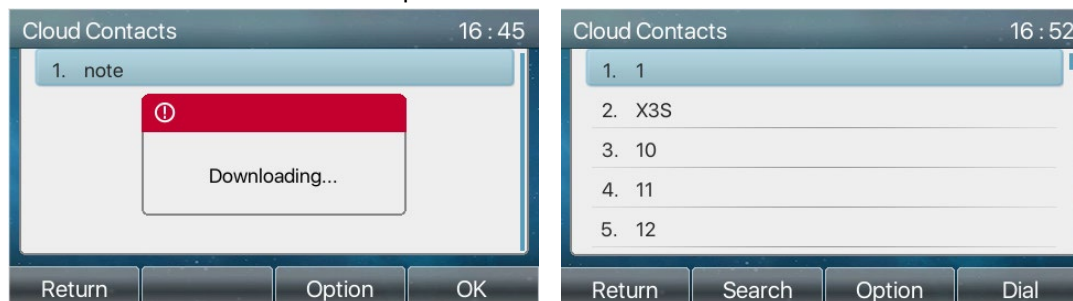 Cloud Contacts 16 : 45
1. note
Downloading...
Return Option OK
Cloud Contacts 16 : 52
1. 1
2. X3S
3. 10
4. 11
5. 12
Return Search Option Dial